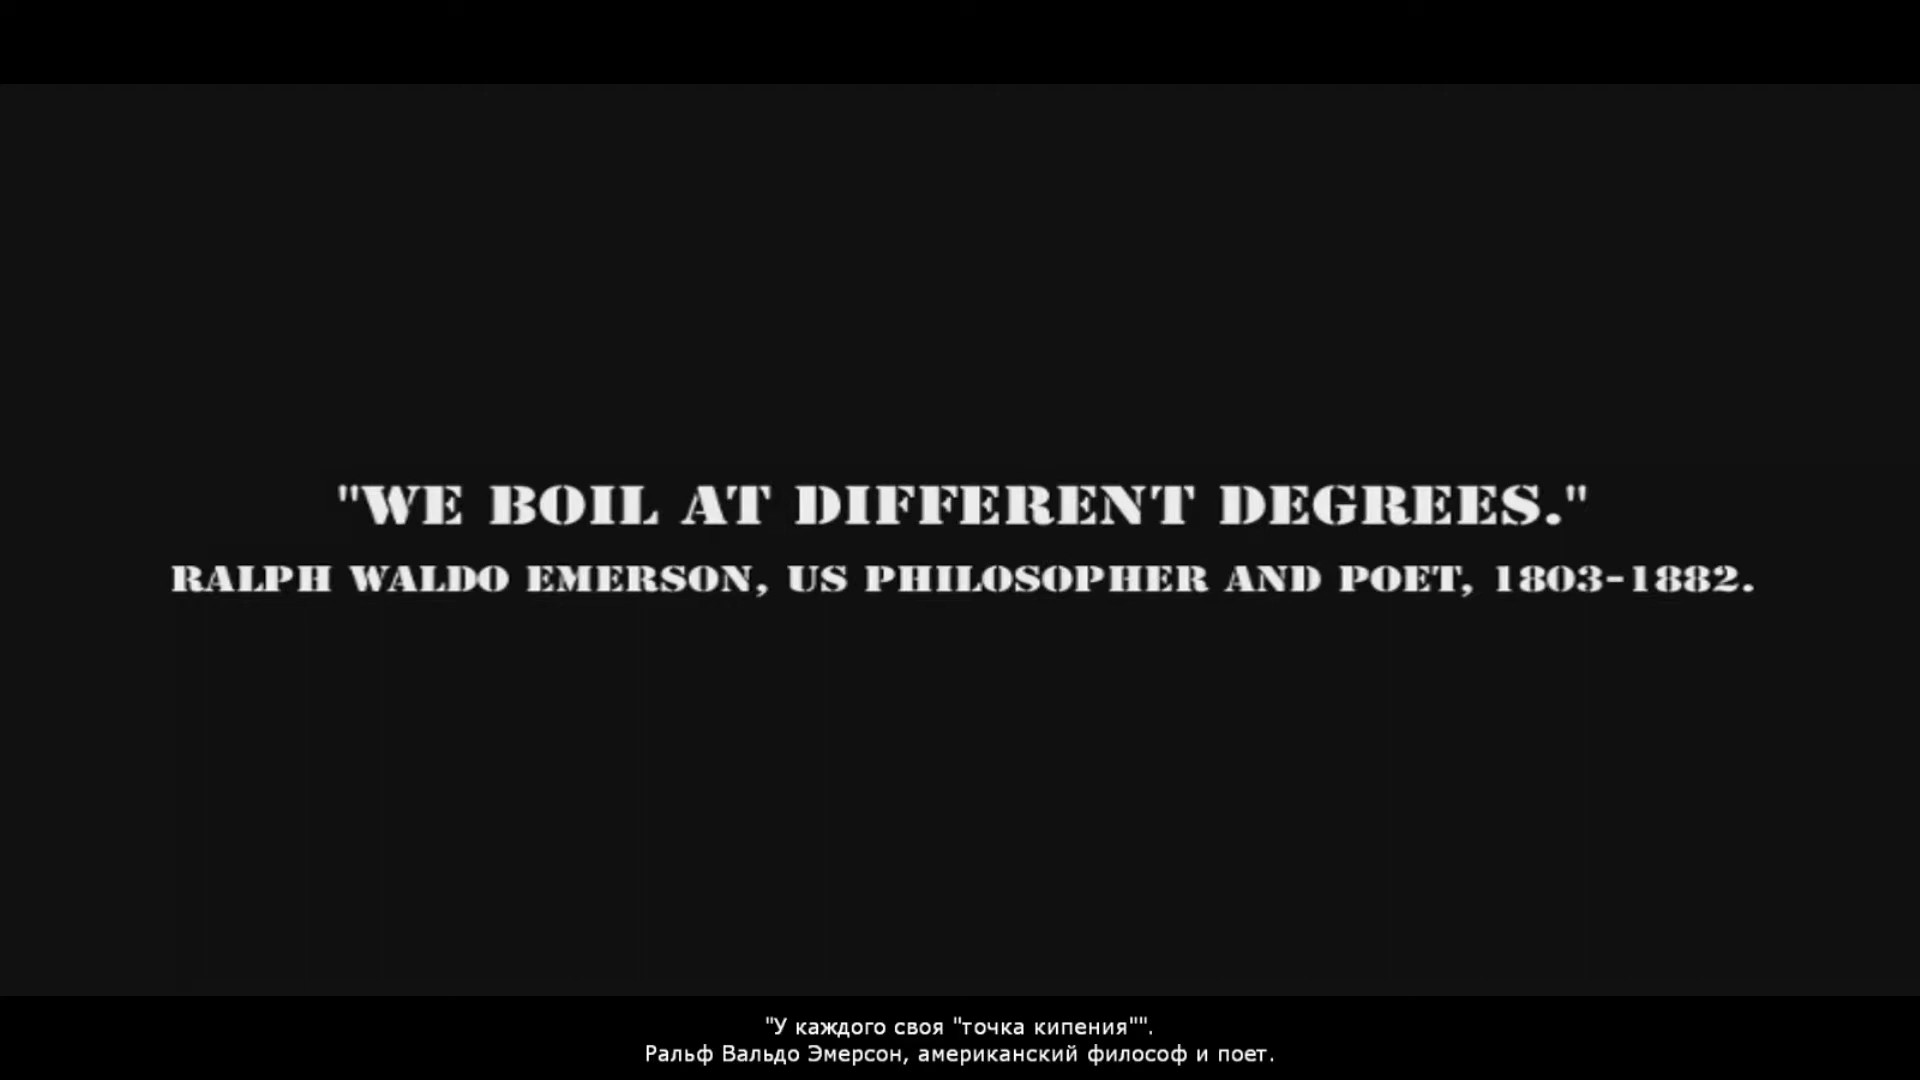 "WE BOIL AT DIFFERENT DEGREES."
RALPH WALDO EMERSON, US PHILOSOPHER AND POET, 1803-1882.
"У каждого своя "точка кипения"".
Ральф Вальдо Эмерсон, американский философ и поет.